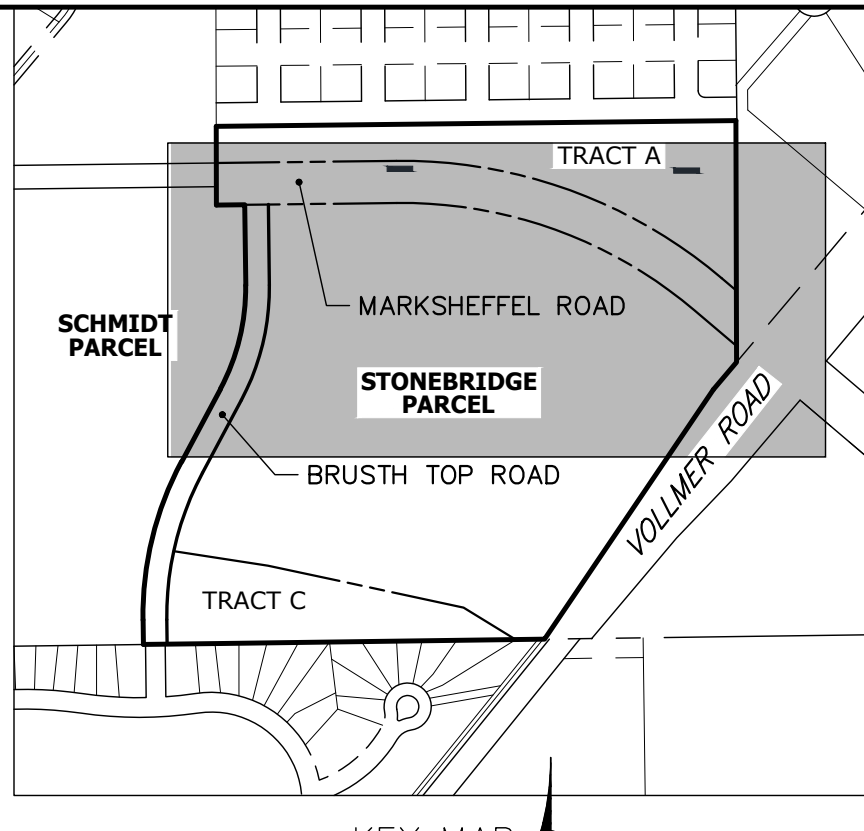 TRACT A
MARKSHEFFEL ROAD
SCHMIDT
PARCEL
STONEBRIDGE
PARCEL
VOLLMER ROAD
BRUSTH TOP ROAD
TRACT C
KEY MAP